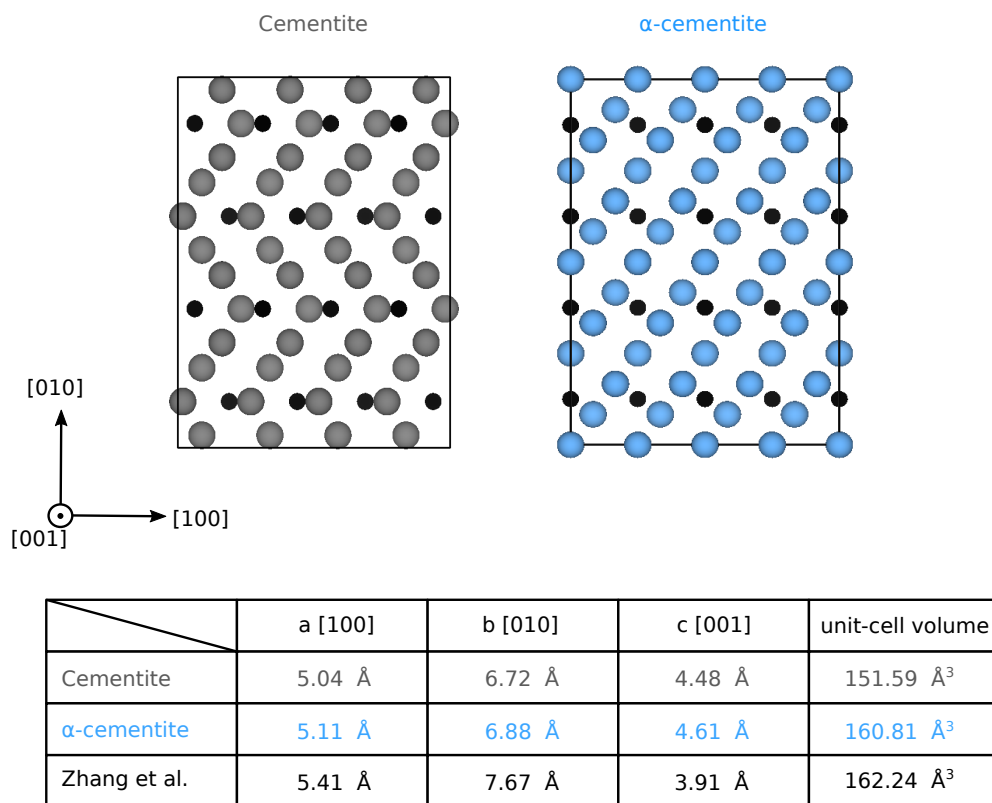 Cementite α-cementite
[010]
[100]
[001]
a [100] b [010] c [001] unit-cell volume
Cementite 5.04 Å 6.72 Å 4.48 Å 151.59 Å³
α-cementite 5.11 Å 6.88 Å 4.61 Å 160.81 Å³
Zhang et al. 5.41 Å 7.67 Å 3.91 Å 162.24 Å³